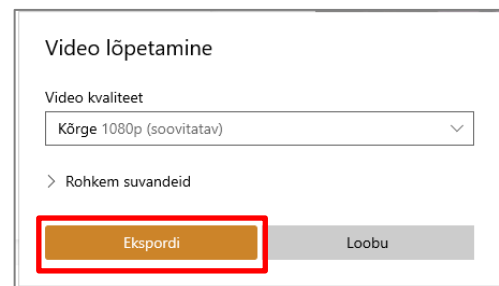 Video lõpetamine
Video kvaliteet
Kõrge 1080p (soovitatav)
Rohkem suvandeid
Ekspordi Loobu